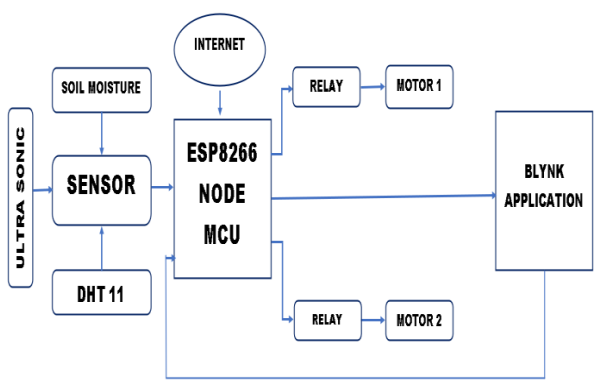 INTERNET
SOIL MOISTURE
RELAY
MOTOR 1
ULTRA SONIC
SENSOR
ESP8266
NODE
MCU
BLYNK
APPLICATION
DHT 11
RELAY
MOTOR 2